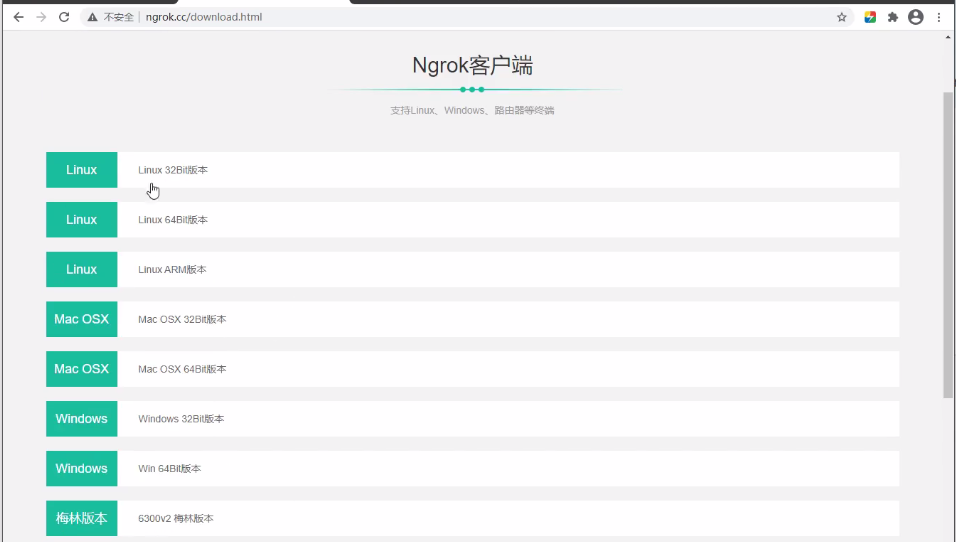 不安全 ngrok.cc/download.html
Ngrok客户端
支持Linux、Windows、路由器等终端
Linux Linux 32Bit版本
Linux Linux 64Bit版本
Linux Linux ARM版本
Mac OSX Mac OSX 32Bit版本
Mac OSX Mac OSX 64Bit版本
Windows Windows 32Bit版本
Windows Win 64Bit版本
梅林版本 6300v2 梅林版本